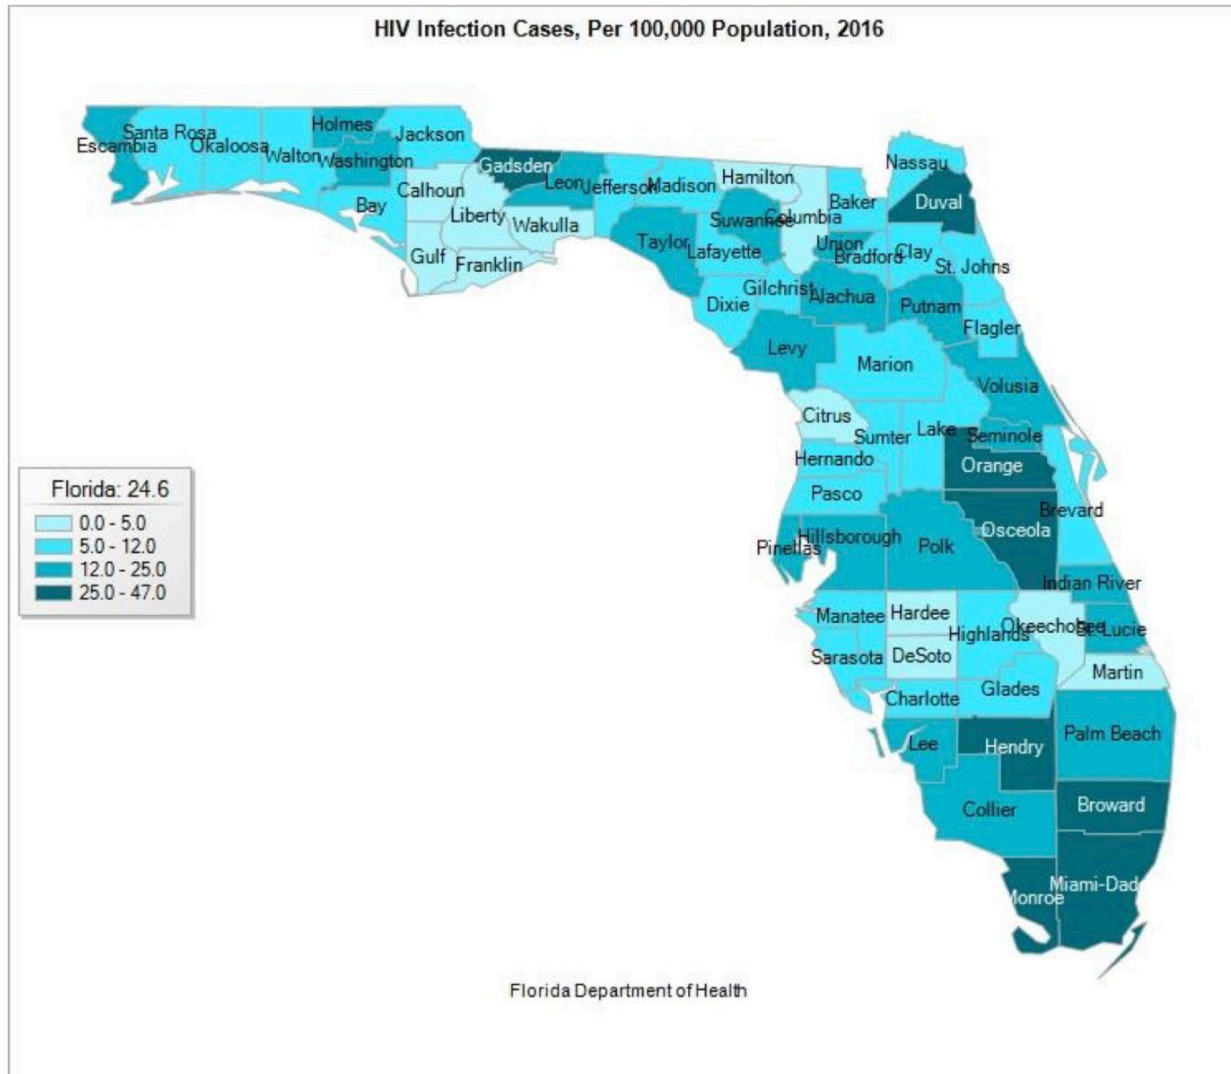 HIV Infection Cases, Per 100,000 Population, 2016
Escambia
Santa Rosa
Okaloosa
Walton
Holmes
Washington
Jackson
Bay
Calhoun
Gulf
Liberty
Gadsden
Franklin
Wakulla
Leon
Jefferson
Madison
Taylor
Hamilton
Suwannee
Lafayette
Dixie
Columbia
Gilchrist
Levy
Baker
Union
Bradford
Alachua
Nassau
Duval
Clay
St. Johns
Putnam
Flagler
Marion
Volusia
Citrus
Sumter
Lake
Seminole
Hernando
Orange
Pasco
Brevard
Osceola
Pinellas
Hillsborough
Polk
Indian River
Manatee
Hardee
Highlands
Okeechobee
St. Lucie
Sarasota
DeSoto
Martin
Charlotte
Glades
Lee
Hendry
Palm Beach
Collier
Broward
Monroe
Miami-Dade
Florida: 24.6
0.0 - 5.0
5.0 - 12.0
12.0 - 25.0
25.0 - 47.0
Florida Department of Health